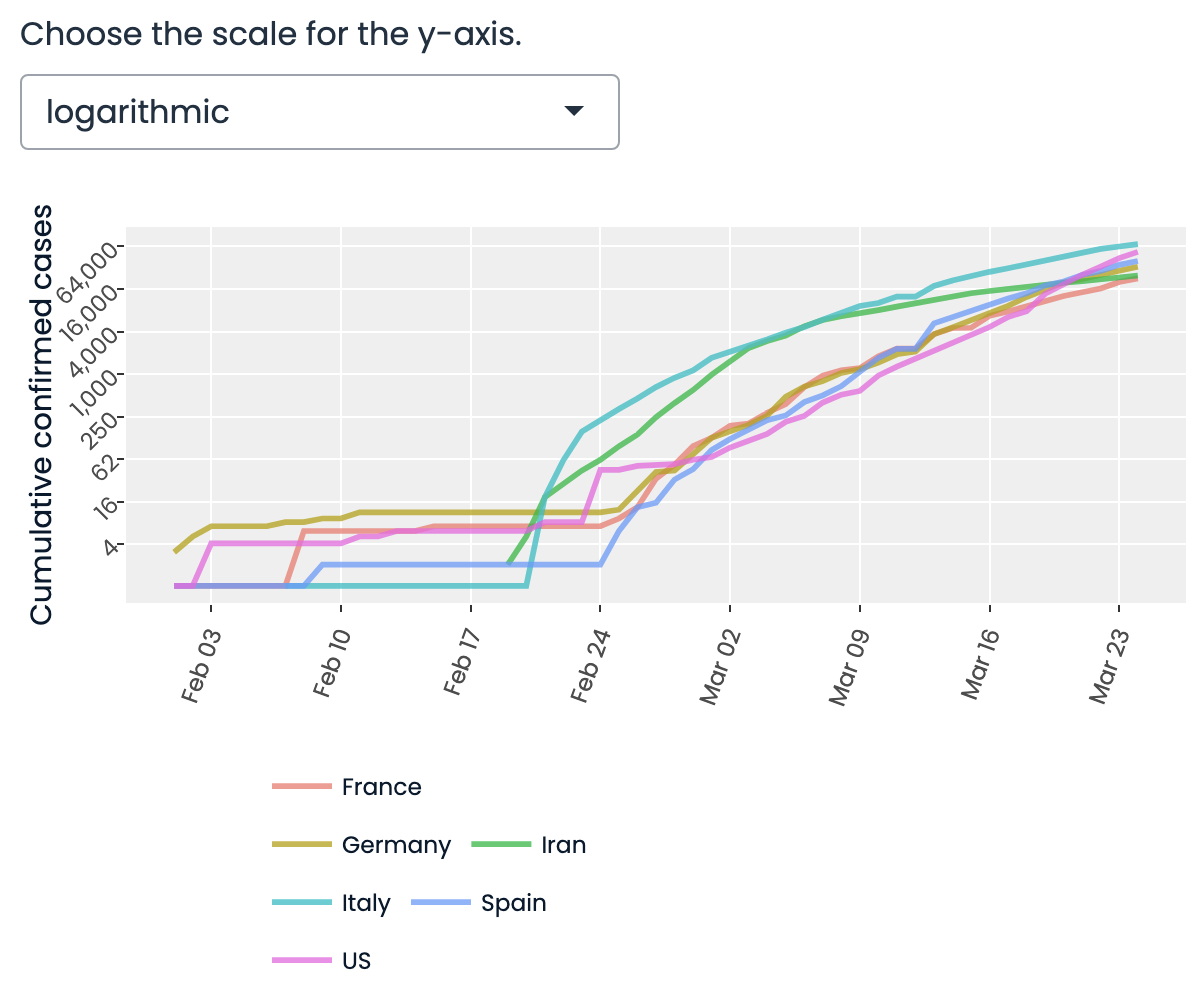 Choose the scale for the y-axis.
logarithmic
Cumulative confirmed cases
64,000
16,000
4,000
1,000
250
62
16
4
Feb 03
Feb 10
Feb 17
Feb 24
Mar 02
Mar 09
Mar 16
Mar 23
France
Germany Iran
Italy Spain
US